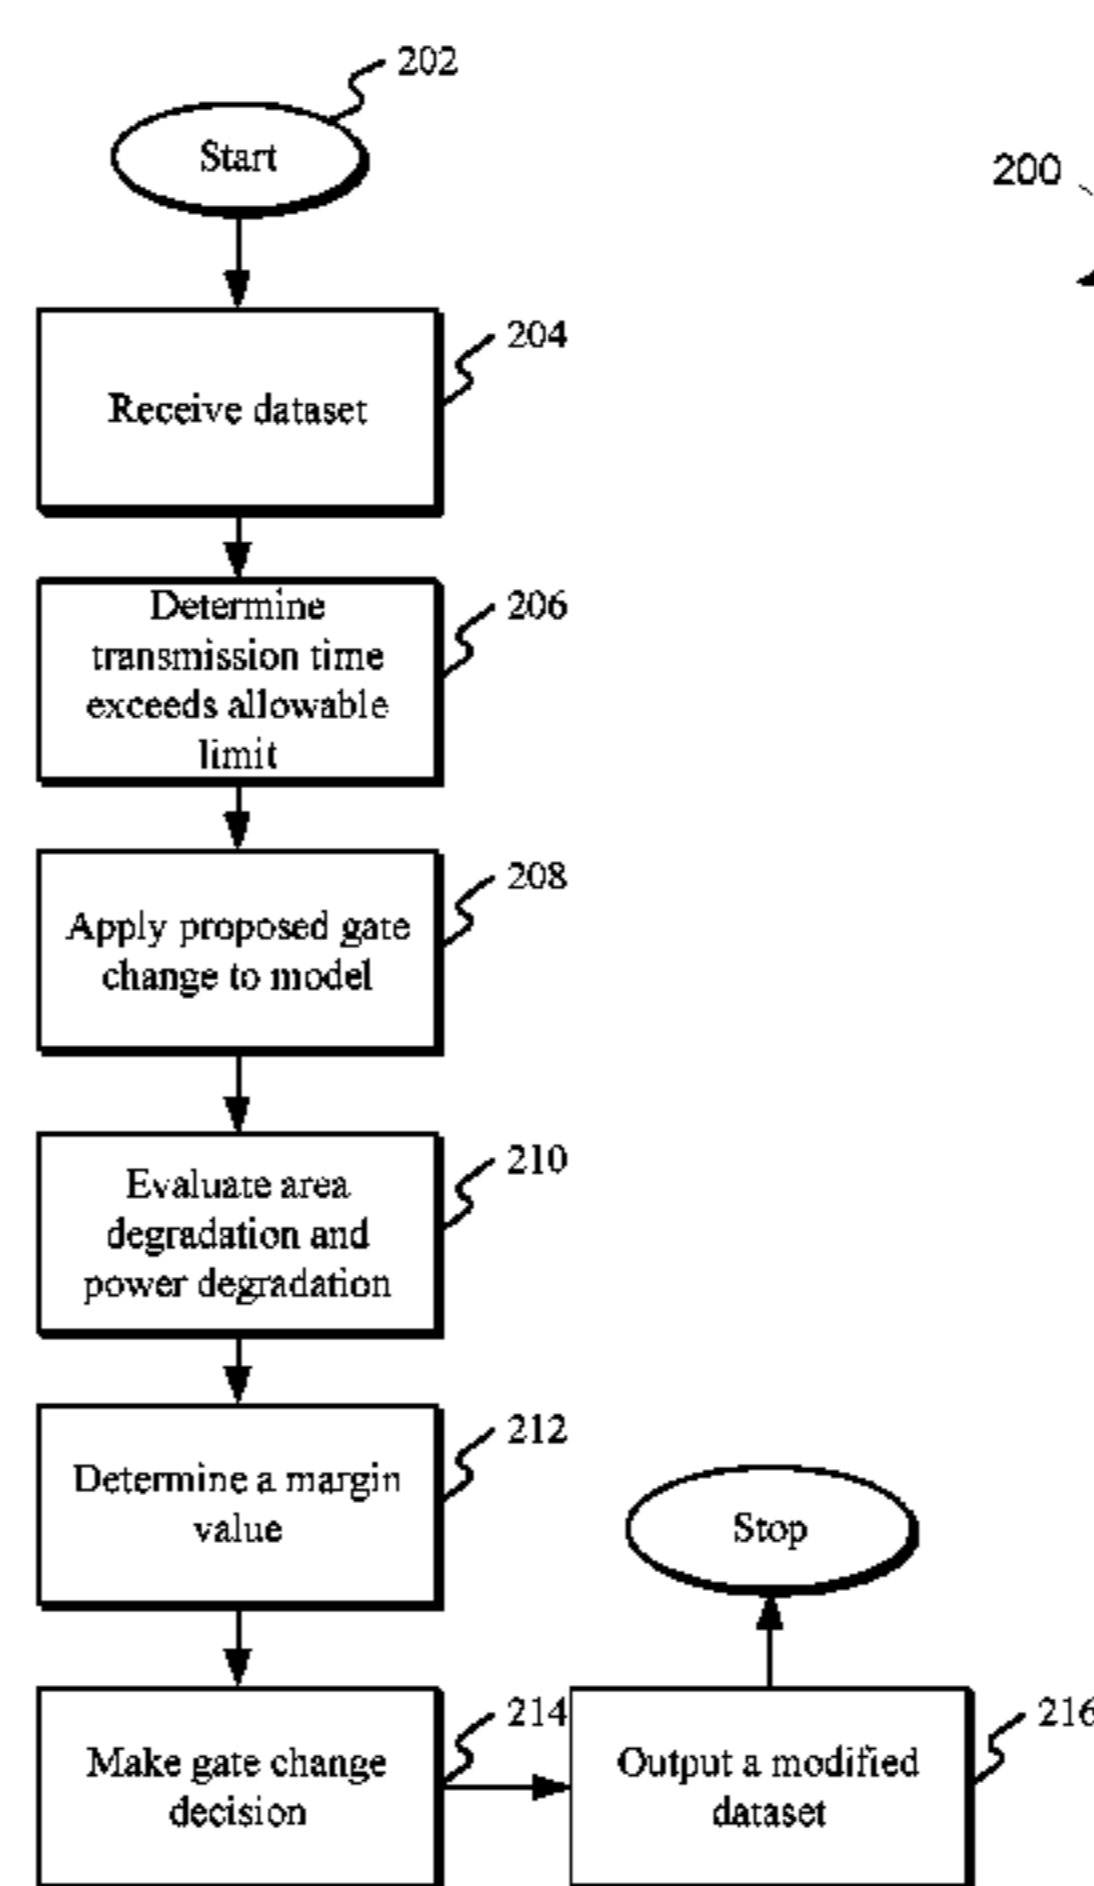 202
Start
200
204
Receive dataset
206
Determine
transmission time
exceeds allowable
limit
208
Apply proposed gate
change to model
210
Evaluate area
degradation and
power degradation
212
Determine a margin
value
Stop
214
Make gate change
decision
216
Output a modified
dataset